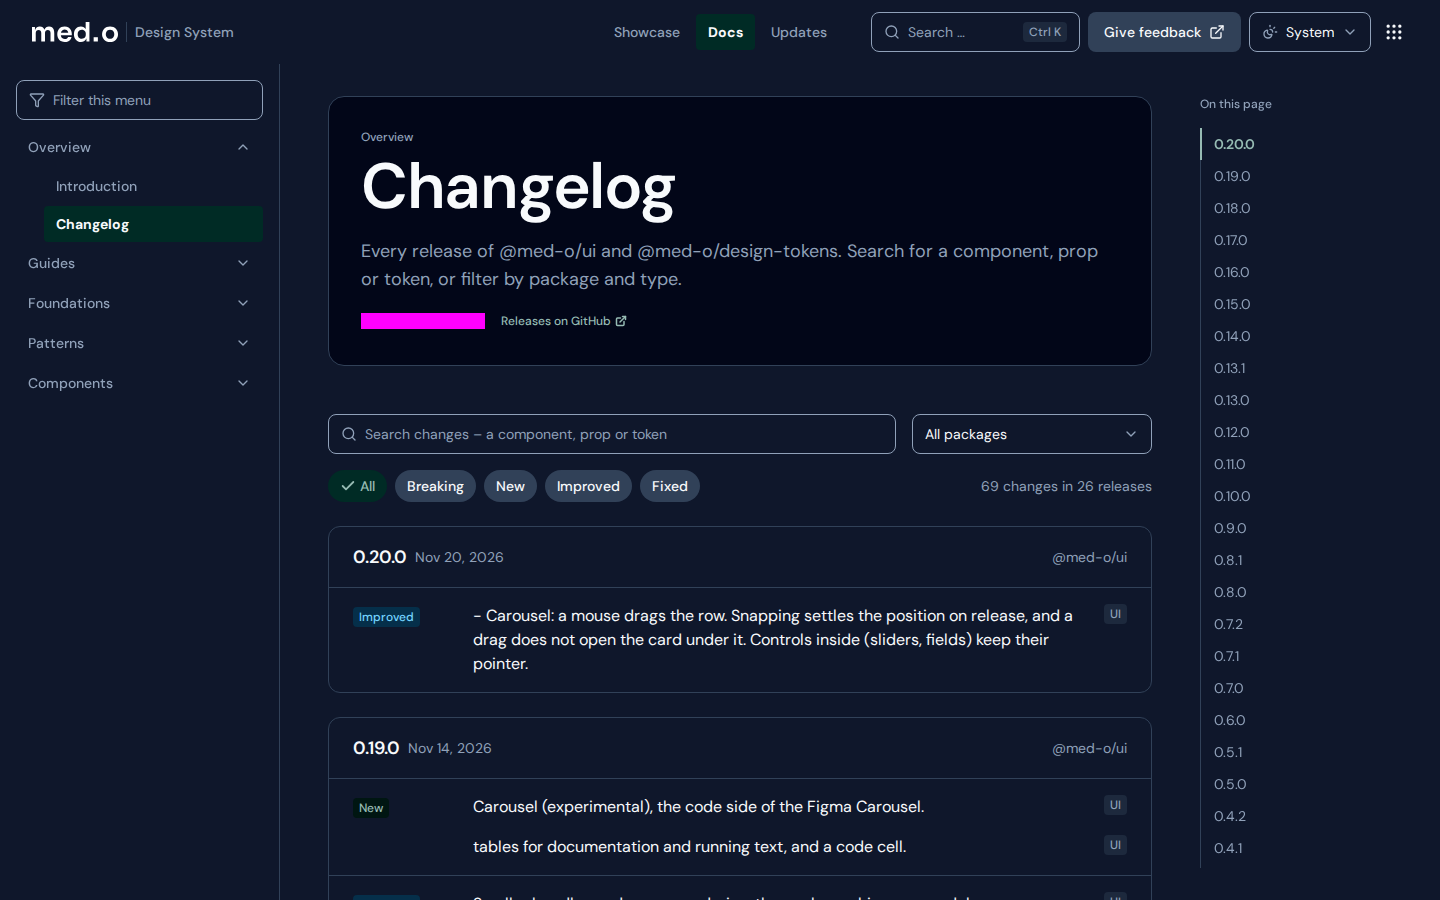 med.o
Design System
Showcase
Docs
Updates
Search ...
Ctrl K
Give feedback
System
Filter this menu
Overview
Introduction
Changelog
Guides
Foundations
Patterns
Components
Overview
Changelog
Every release of @med-o/ui and @med-o/design-tokens. Search for a component, prop
or token, or filter by package and type.
Releases on GitHub
Search changes – a component, prop or token
All packages
All
Breaking
New
Improved
Fixed
69 changes in 26 releases
0.20.0 Nov 20, 2026
@med-o/ui
Improved
- Carousel: a mouse drags the row. Snapping settles the position on release, and a
drag does not open the card under it. Controls inside (sliders, fields) keep their
pointer.
UI
0.19.0 Nov 14, 2026
@med-o/ui
New
Carousel (experimental), the code side of the Figma Carousel.
UI
tables for documentation and running text, and a code cell.
UI
On this page
0.20.0
0.19.0
0.18.0
0.17.0
0.16.0
0.15.0
0.14.0
0.13.1
0.13.0
0.12.0
0.11.0
0.10.0
0.9.0
0.8.1
0.8.0
0.7.2
0.7.1
0.7.0
0.6.0
0.5.1
0.5.0
0.4.2
0.4.1